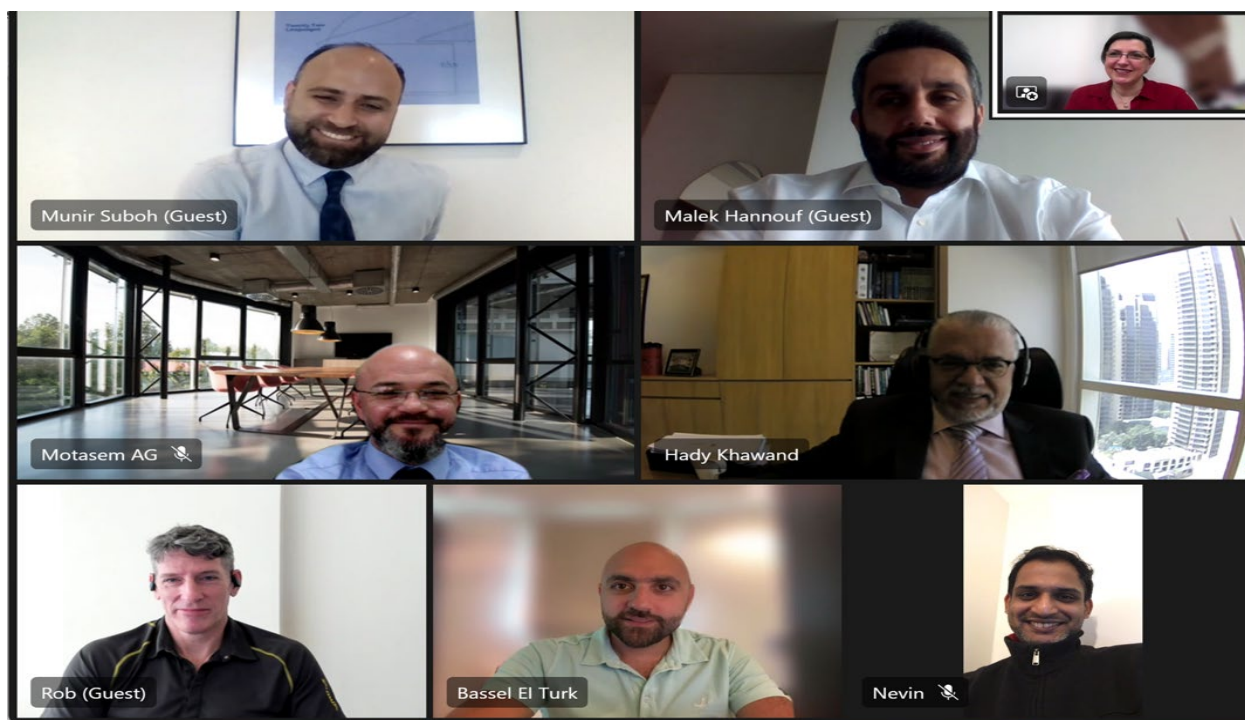 Munir Suboh (Guest)
Malek Hannouf (Guest)
Motasem AG
Hady Khawand
Rob (Guest)
Bassel El Turk
Nevin